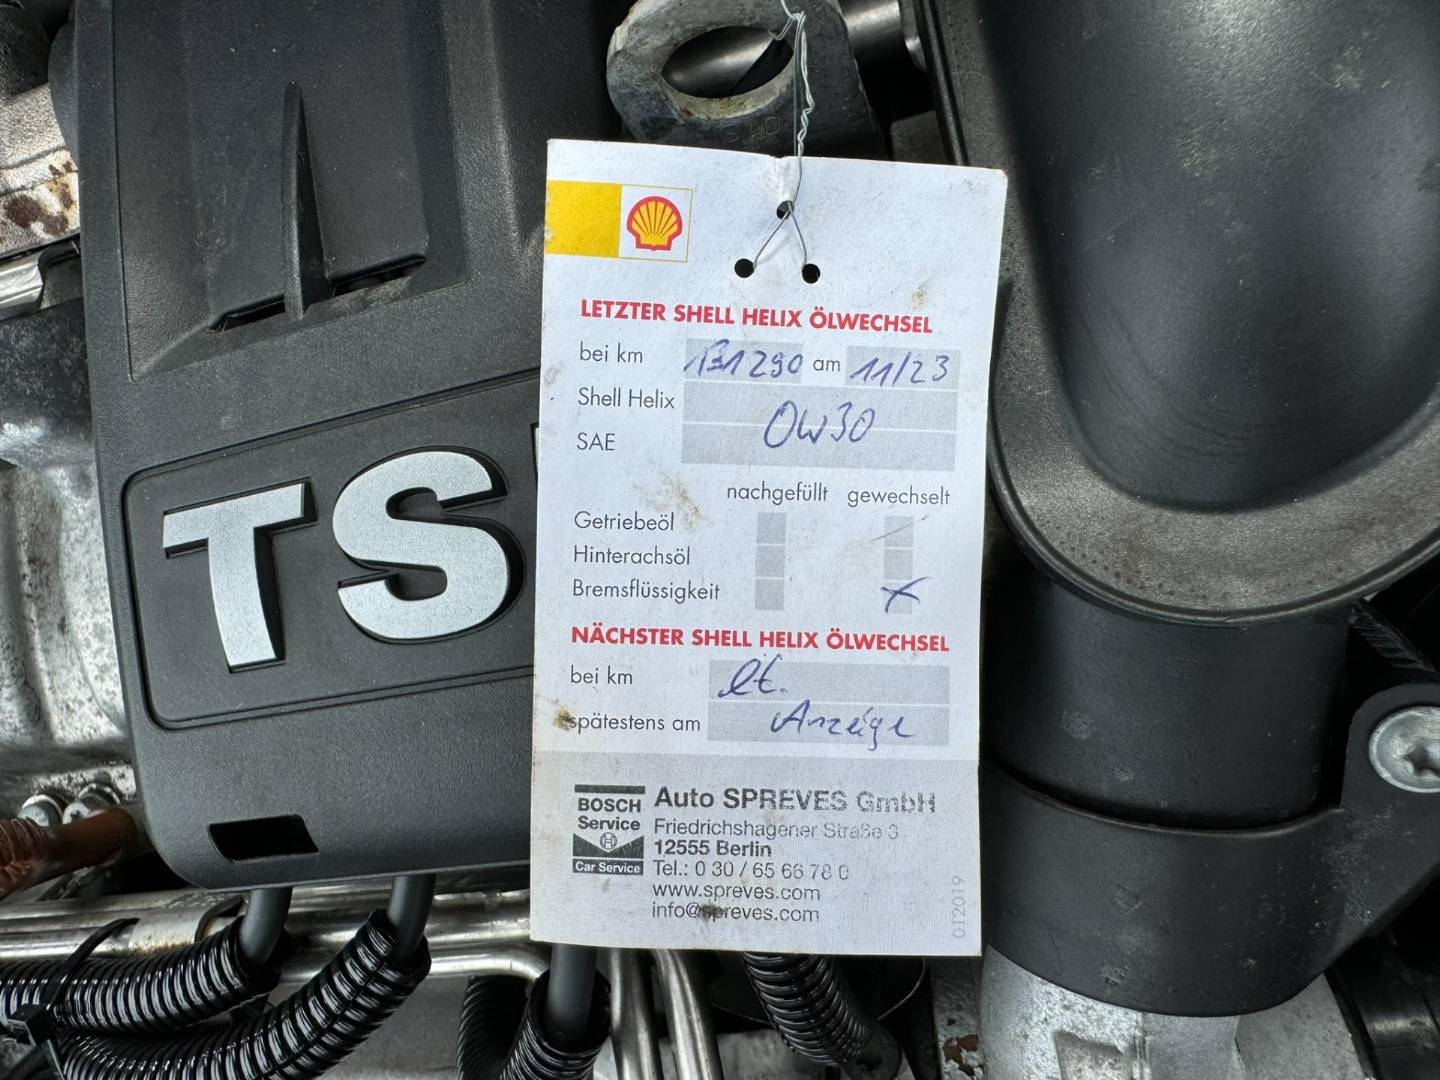 TS
LETZTER SHELL HELIX ÖLWECHSEL
bei km 131290 am 11/23
Shell Helix
SAE 0W30
nachgefüllt gewechselt
Getriebeöl
Hinterachsöl
Bremsflüssigkeit x
NÄCHSTER SHELL HELIX ÖLWECHSEL
bei km lt.
spätestens am Anzeige
BOSCH
Service
Car Service
Auto SPREVES GmbH
Friedrichshagener Straße 3
12555 Berlin
Tel.: 0 30 / 65 66 78 0
www.spreves.com
info@spreves.com
012019